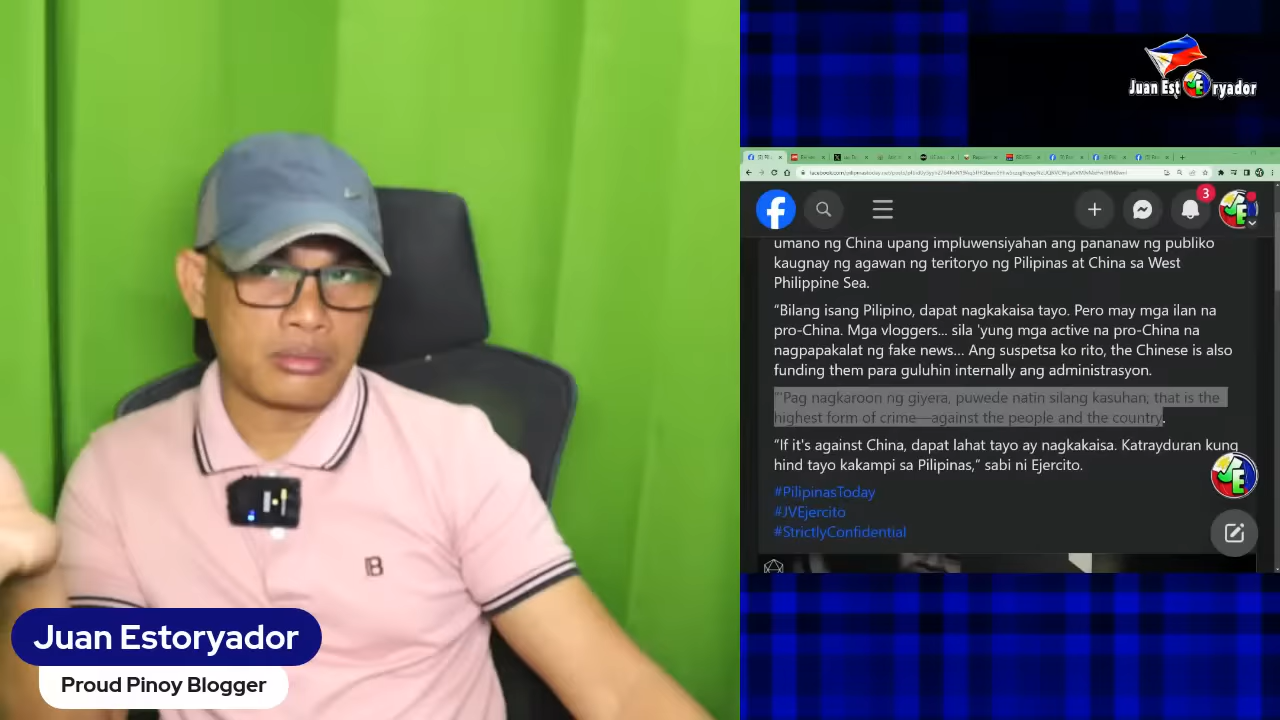 Juan Est ryador
3
umano ng China upang impluwensiyahan ang pananaw ng publiko
kaugnay ng agawan ng teritoryo ng Pilipinas at China sa West
Philippine Sea.
“Bilang isang Pilipino, dapat nagkakaisa tayo. Pero may mga ilan na
pro-China. Mga vloggers... sila 'yung mga active na pro-China na
nagpapakalat ng fake news... Ang suspetsa ko rito, the Chinese is also
funding them para guluhin internally ang administrasyon.
“'Pag nagkaroon ng giyera, puwede natin silang kasuhan; that is the
highest form of crime—against the people and the country.
“If it's against China, dapat lahat tayo ay nagkakaisa. Katrayduran kung
hind tayo kakampi sa Pilipinas,” sabi ni Ejercito.
#PilipinasToday
#JVEjercito
#StrictlyConfidential
B
Juan Estoryador
Proud Pinoy Blogger